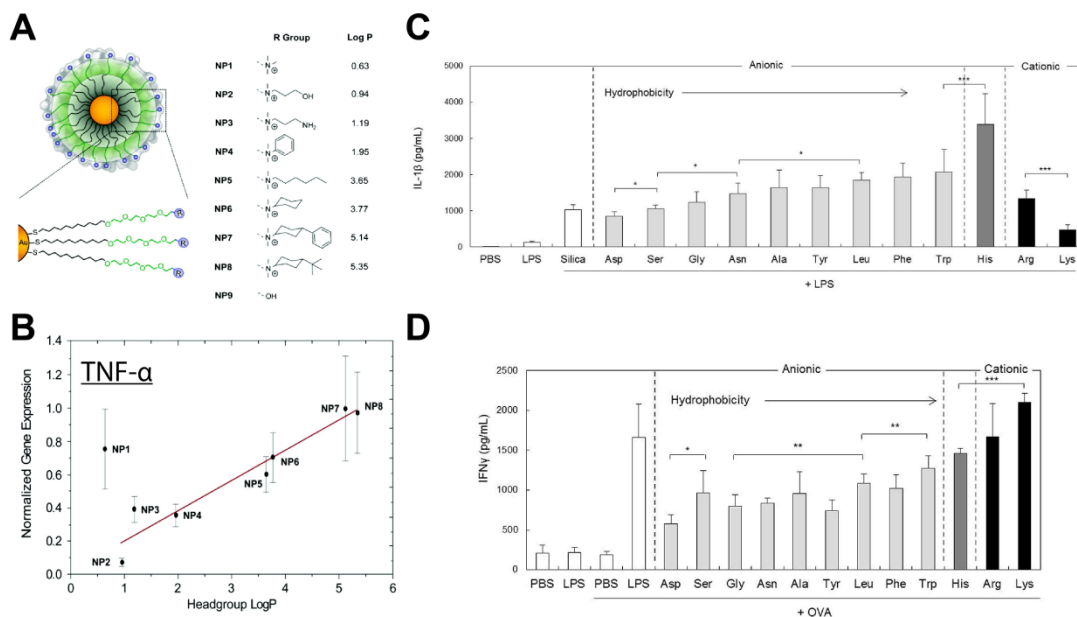 A
R Group Log P
NP1 N ⊕ 0.63
NP2 N ⊕ OH 0.94
NP3 N ⊕ NH2 1.19
NP4 N ⊕ 1.95
NP5 N ⊕ 3.65
NP6 N ⊕ 3.77
NP7 N ⊕ 5.14
NP8 N ⊕ 5.35
NP9 OH
Au
S O O O O R
S O O O O R
S O O O O R
B
TNF-α
Normalized Gene Expression
1.4
1.2
1.0
0.8
0.6
0.4
0.2
0.0
NP1
NP2
NP3
NP4
NP5
NP6
NP7
NP8
0 1 2 3 4 5 6
Headgroup LogP
C
Anionic Cationic
Hydrophobicity
IL-1β (pg/mL)
5000
4000
3000
2000
1000
0
* * * *** ***
PBS LPS Silica Asp Ser Gly Asn Ala Tyr Leu Phe Trp His Arg Lys
+ LPS
D
Anionic Cationic
Hydrophobicity
IFNγ (pg/mL)
2500
2000
1500
1000
500
0
* ** ** ***
PBS LPS PBS LPS Asp Ser Gly Asn Ala Tyr Leu Phe Trp His Arg Lys
+ OVA